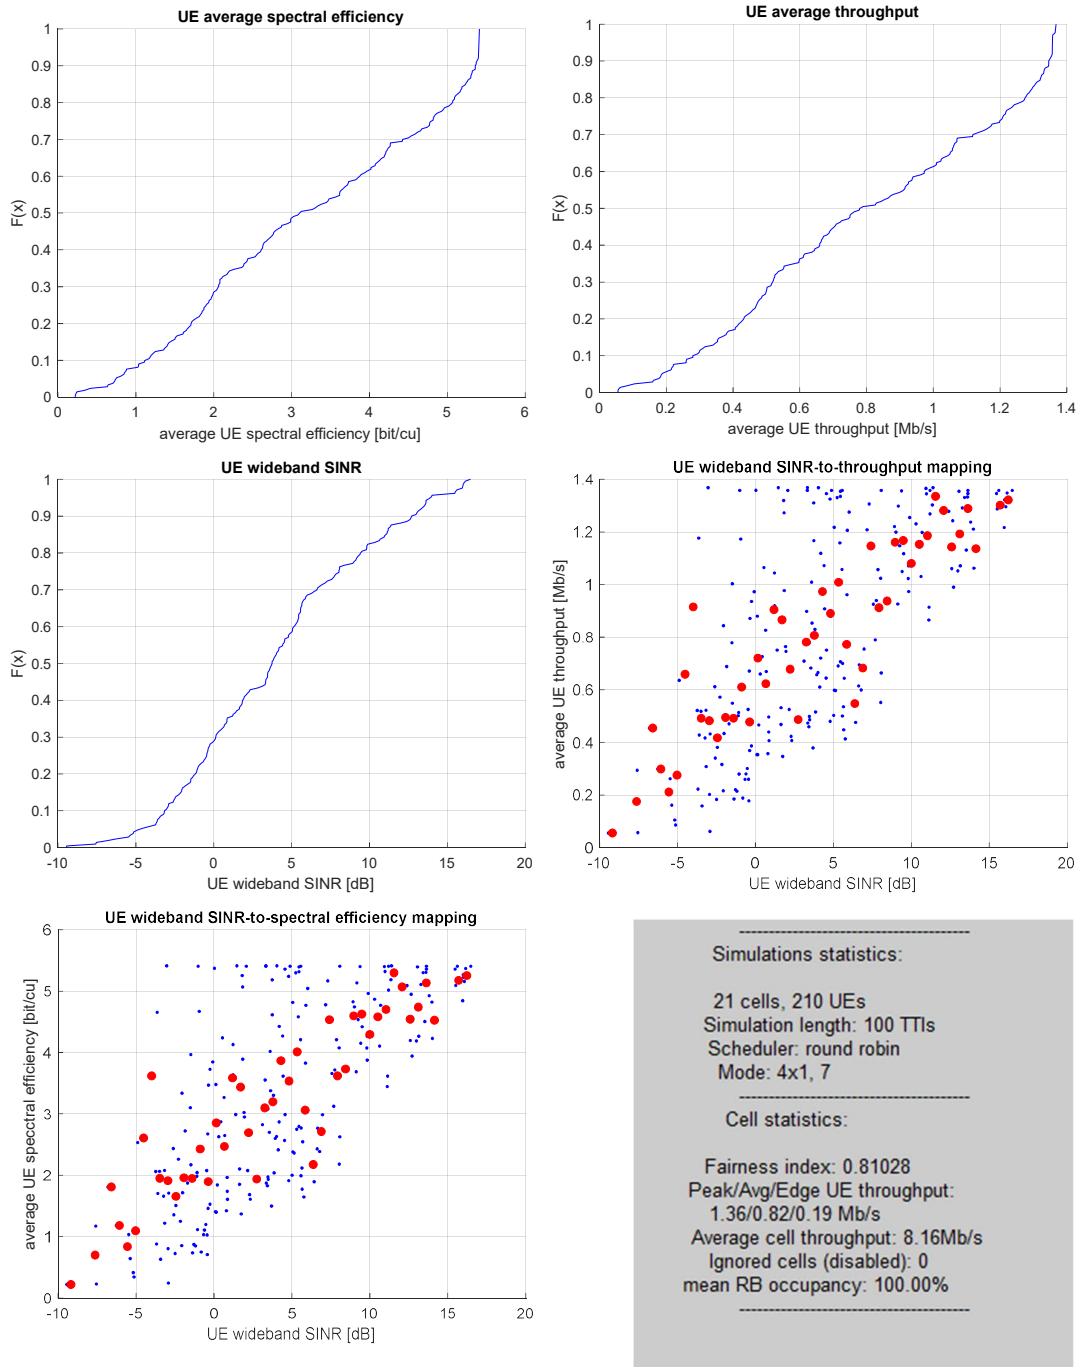 UE average spectral efficiency
1
0.9
0.8
0.7
0.6
0.5
0.4
0.3
0.2
0.1
0
F(x)
0 1 2 3 4 5 6
average UE spectral efficiency [bit/cu]
UE average throughput
1
0.9
0.8
0.7
0.6
0.5
0.4
0.3
0.2
0.1
0
F(x)
0 0.2 0.4 0.6 0.8 1 1.2 1.4
average UE throughput [Mb/s]
UE wideband SINR
1
0.9
0.8
0.7
0.6
0.5
0.4
0.3
0.2
0.1
0
F(x)
-10 -5 0 5 10 15 20
UE wideband SINR [dB]
UE wideband SINR-to-throughput mapping
1.4
1.2
1
0.8
0.6
0.4
0.2
0
average UE throughput [Mb/s]
-10 -5 0 5 10 15 20
UE wideband SINR [dB]
UE wideband SINR-to-spectral efficiency mapping
6
5
4
3
2
1
0
average UE specctral efficiency [bit/cu]
-10 -5 0 5 10 15 20
UE wideband SINR [dB]
---------------------------------------
Simulations statistics:
21 cells, 210 UEs
Simulation length: 100 TTIs
Scheduler: round robin
Mode: 4x1, 7
---------------------------------------
Cell statistics:
Fairness index: 0.81028
Peak/Avg/Edge UE throughput:
1.36/0.82/0.19 Mb/s
Average cell throughput: 8.16Mb/s
Ignored cells (disabled): 0
mean RB occupancy: 100.00%
---------------------------------------